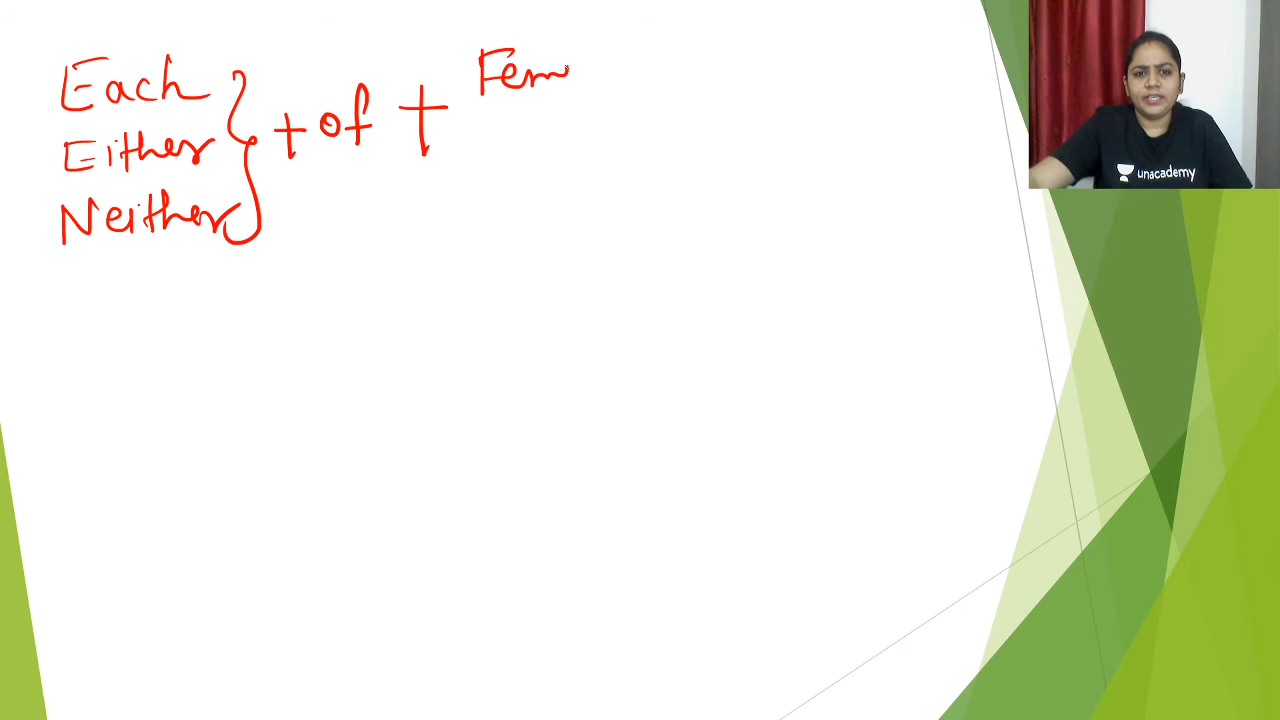 Each
Either
Neither
} + of +
Fem
unacademy